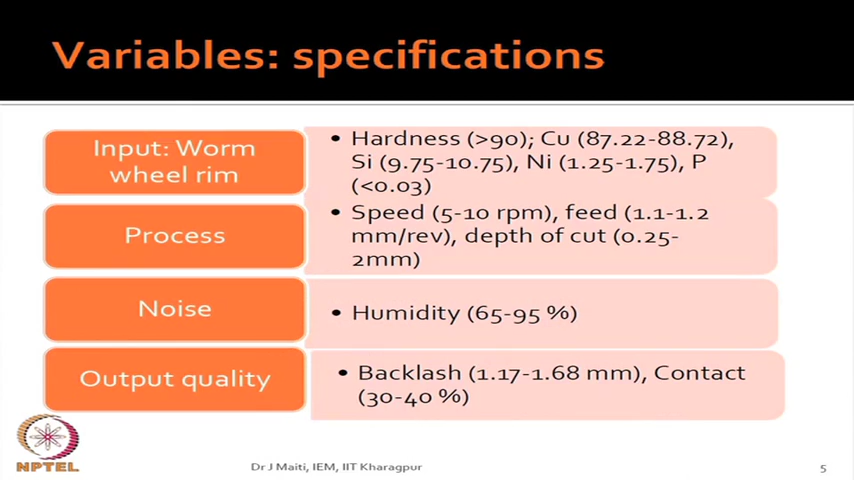 Variables: specifications
Input: Worm
wheel rim
• Hardness (>90); Cu (87.22-88.72),
Si (9.75-10.75), Ni (1.25-1.75), P
(<0.03)
Process
• Speed (5-10 rpm), feed (1.1-1.2
mm/rev), depth of cut (0.25-
2mm)
Noise
• Humidity (65-95 %)
Output quality
• Backlash (1.17-1.68 mm), Contact
(30-40 %)
NPTEL
Dr J Maiti, IEM, IIT Kharagpur
5